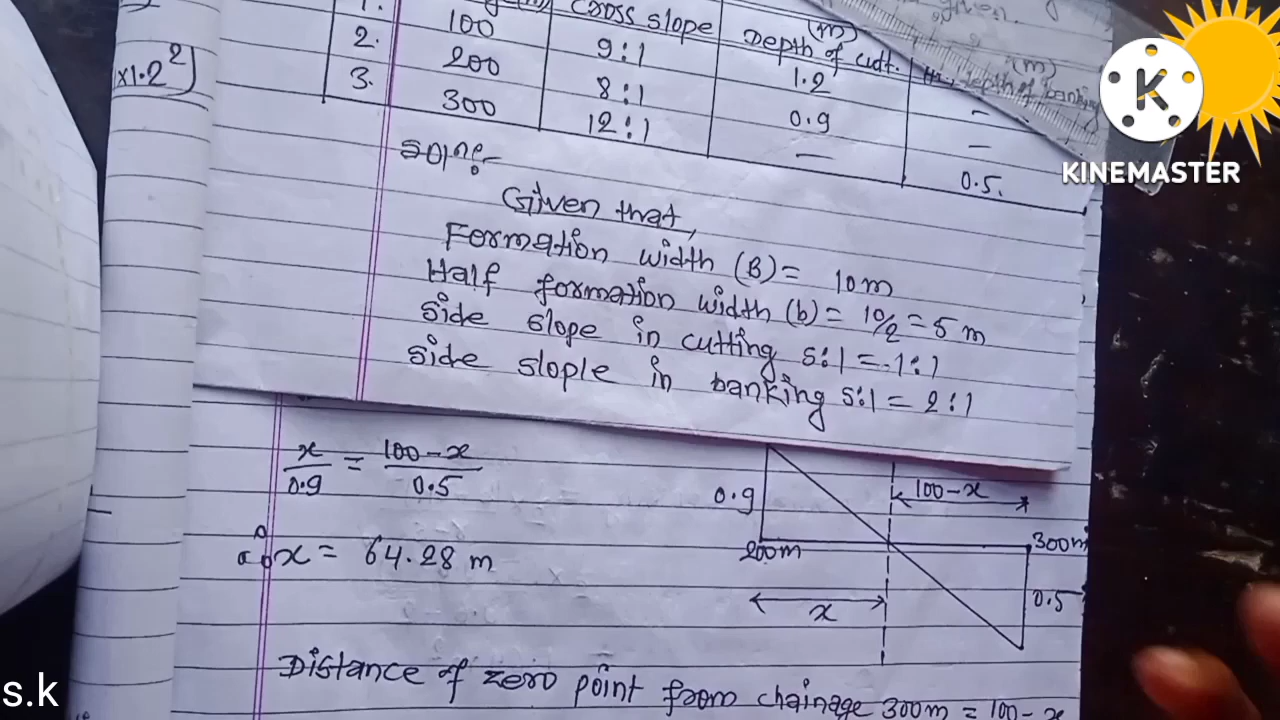 cross slope
(m)
Depth of cutt.
(m)
1. 100 9:1 1.2 -
2. 200 8:1 0.9 -
3. 300 12:1 — 0.5.
×1.2²)
K
KINEMASTER
Soln:-
Given that,
Formation width (B) = 10m
Half formation width (b) = 10/2 = 5 m
Side slope in cutting s:1 = 1:1
side slople in banking s:1 = 2:1
x/0.9 = 100-x/0.5
∴ x = 64.28 m
0.9
100-x
200m
300m
x
0.5
Distance of zero point from chainage 300m = 100-x
s.k